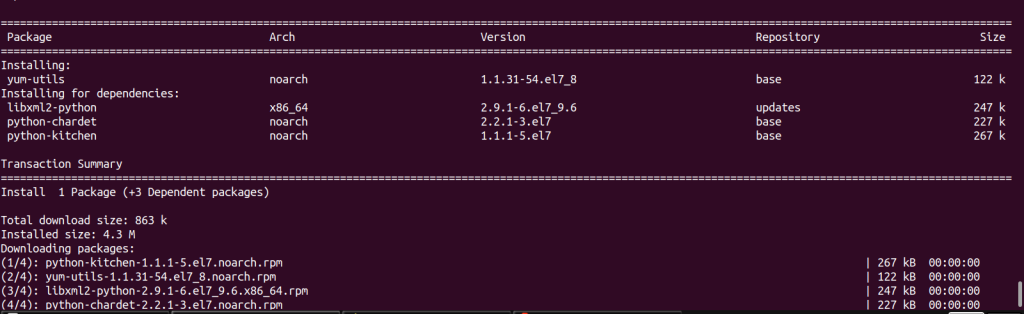 ================================================================================
Package Arch Version Repository Size
================================================================================
Installing:
yum-utils noarch 1.1.31-54.el7_8 base 122 k
Installing for dependencies:
libxml2-python x86_64 2.9.1-6.el7_9.6 updates 247 k
python-chardet noarch 2.2.1-3.el7 base 227 k
python-kitchen noarch 1.1.1-5.el7 base 267 k
Transaction Summary
================================================================================
Install 1 Package (+3 Dependent packages)
Total download size: 863 k
Installed size: 4.3 M
Downloading packages:
(1/4): python-kitchen-1.1.1-5.el7.noarch.rpm | 267 kB 00:00:00
(2/4): yum-utils-1.1.31-54.el7_8.noarch.rpm | 122 kB 00:00:00
(3/4): libxml2-python-2.9.1-6.el7_9.6.x86_64.rpm | 247 kB 00:00:00
(4/4): python-chardet-2.2.1-3.el7.noarch.rpm | 227 kB 00:00:00